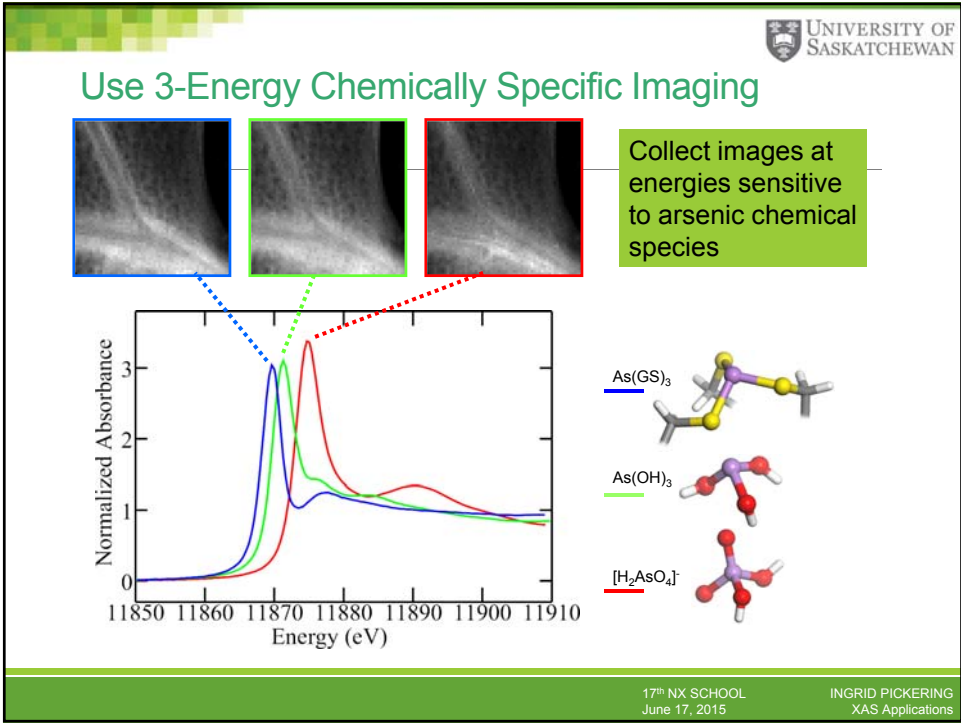 UNIVERSITY OF
SASKATCHEWAN
Use 3-Energy Chemically Specific Imaging
Collect images at
energies sensitive
to arsenic chemical
species
Normalized Absorbance
3
2
1
0
11850 11860 11870 11880 11890 11900 11910
Energy (eV)
As(GS)₃
As(OH)₃
[H₂AsO₄]⁻
17th NX SCHOOL
June 17, 2015
INGRID PICKERING
XAS Applications